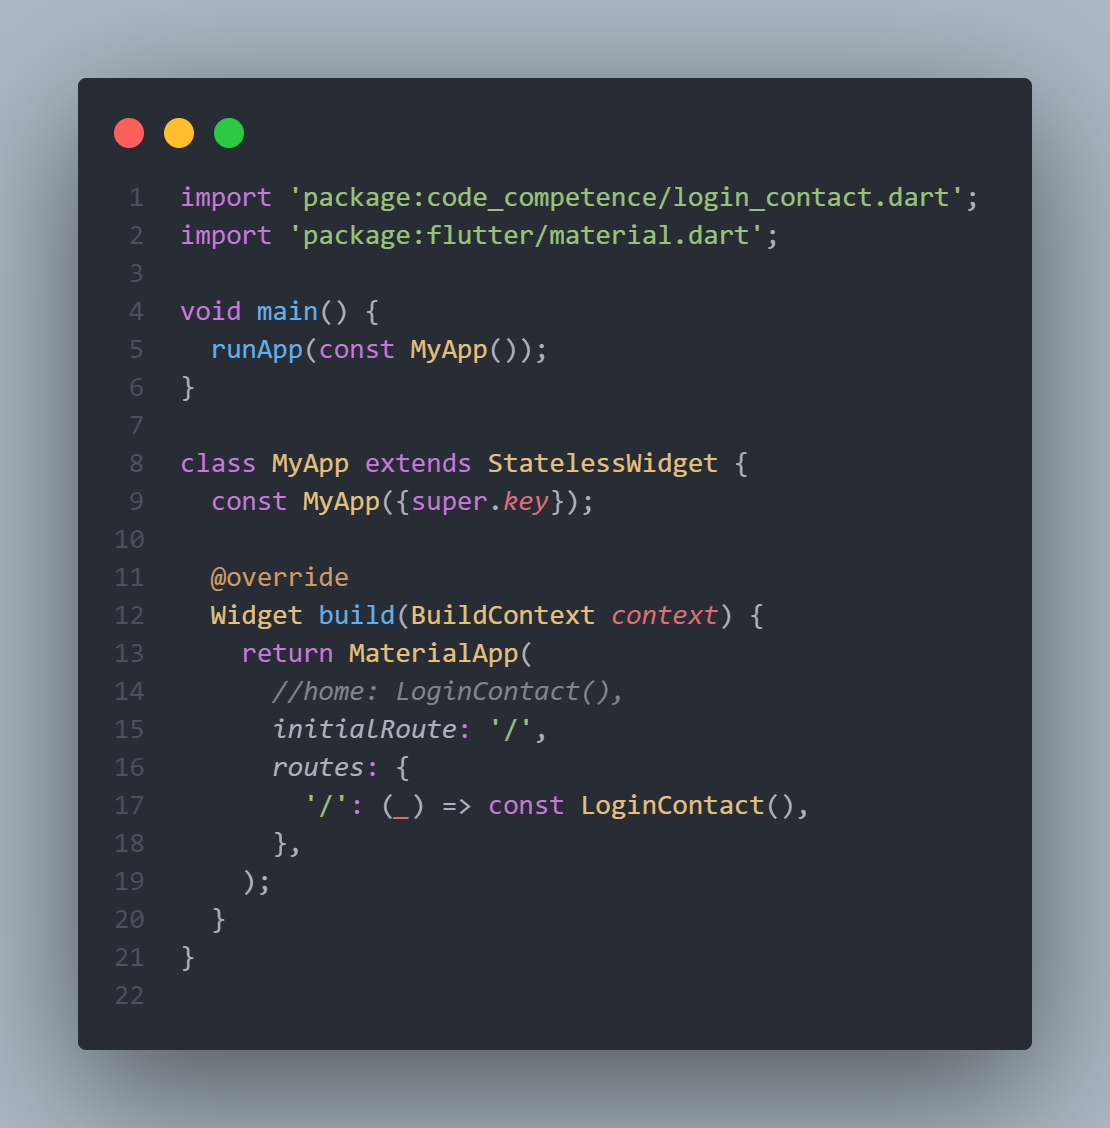 1 import 'package:code_competence/login_contact.dart';
2 import 'package:flutter/material.dart';
3
4 void main() {
5   runApp(const MyApp());
6 }
7
8 class MyApp extends StatelessWidget {
9   const MyApp({super.key});
10
11   @override
12   Widget build(BuildContext context) {
13     return MaterialApp(
14       //home: LoginContact(),
15       initialRoute: '/',
16       routes: {
17         '/': (_) => const LoginContact(),
18       },
19     );
20   }
21 }
22